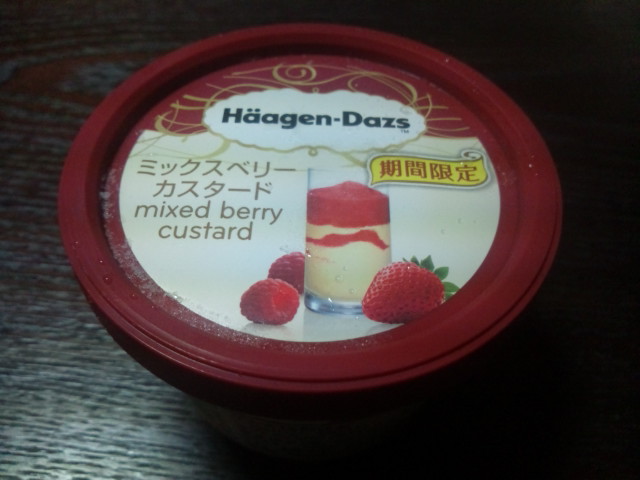 Häagen-Dazs™
期間限定
ミックスベリー
カスタード
mixed berry
custard